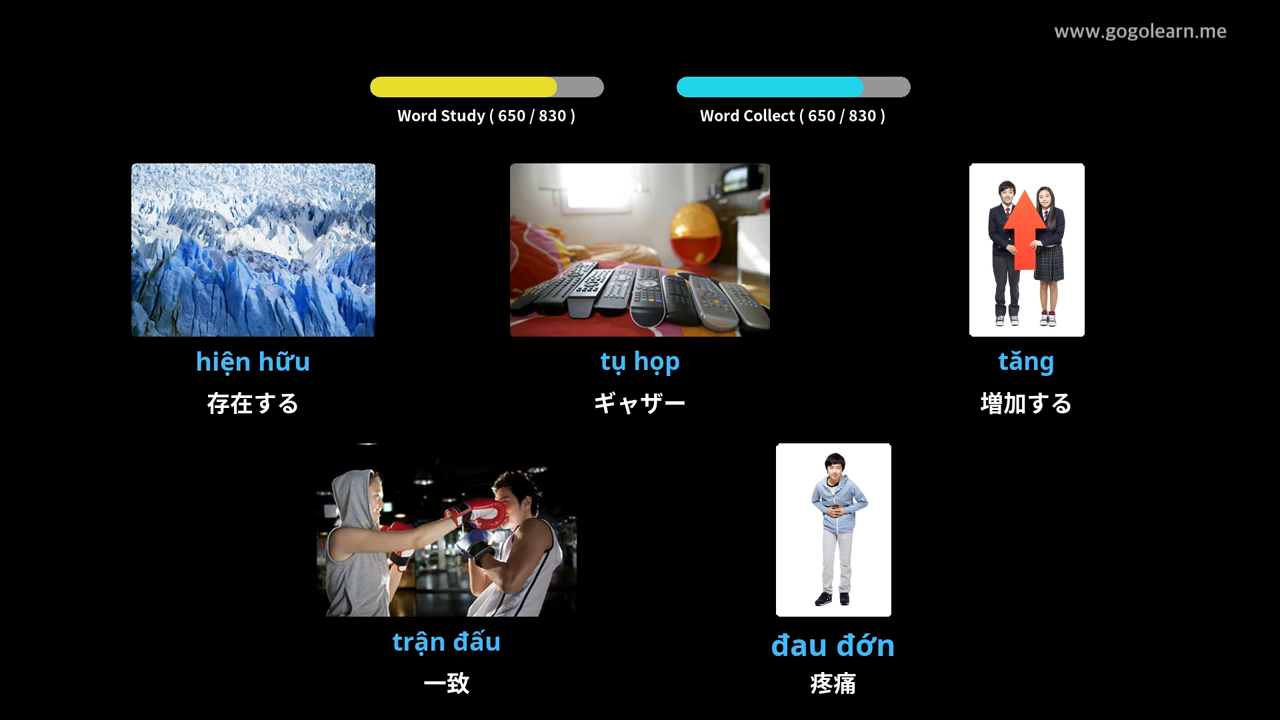 www.gogolearn.me
Word Study ( 650 / 830 )
Word Collect ( 650 / 830 )
hiện hữu
存在する
tụ họp
ギャザー
tăng
増加する
trận đấu
一致
đau đớn
疼痛